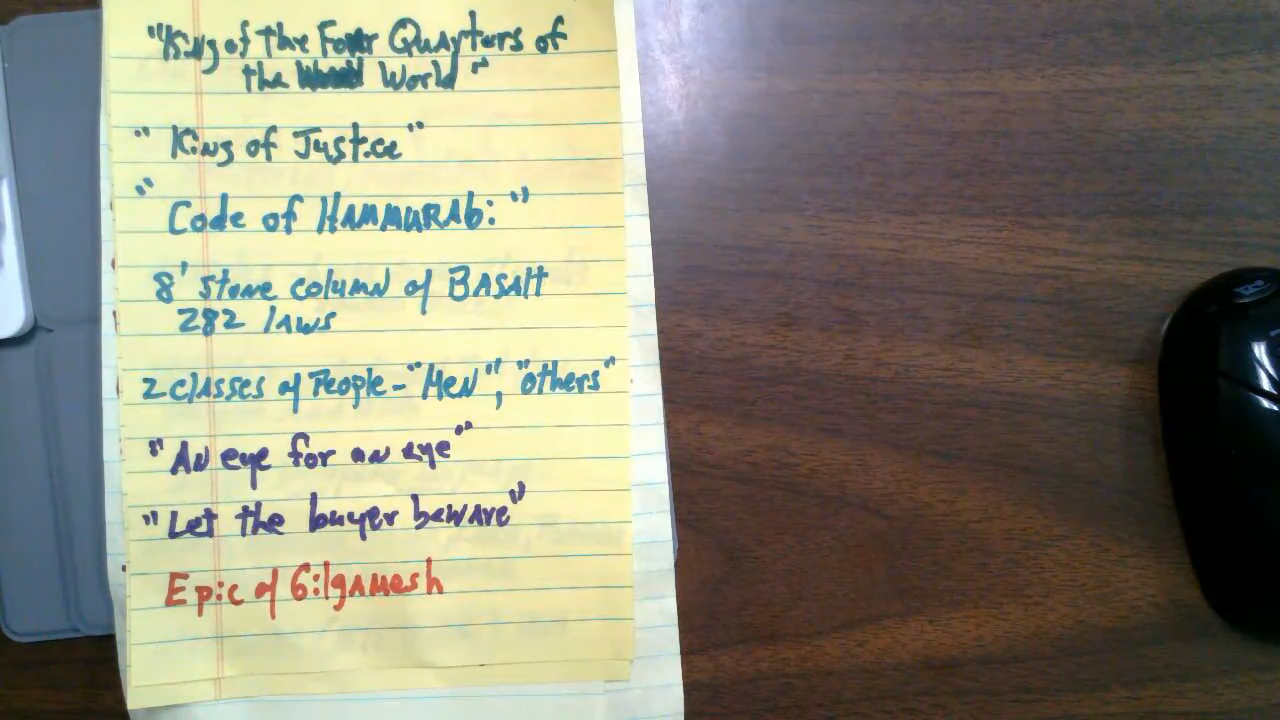 "King of the Four Quarters of
the World"
"King of Justice"
"Code of HAMMURAbi"
8' stone column of BASAlt
282 lAws
2 clAsses of People - "MeN", "others"
"AN eye for an eye"
"Let the buyer bewAre"
Epic of GilgAmesh